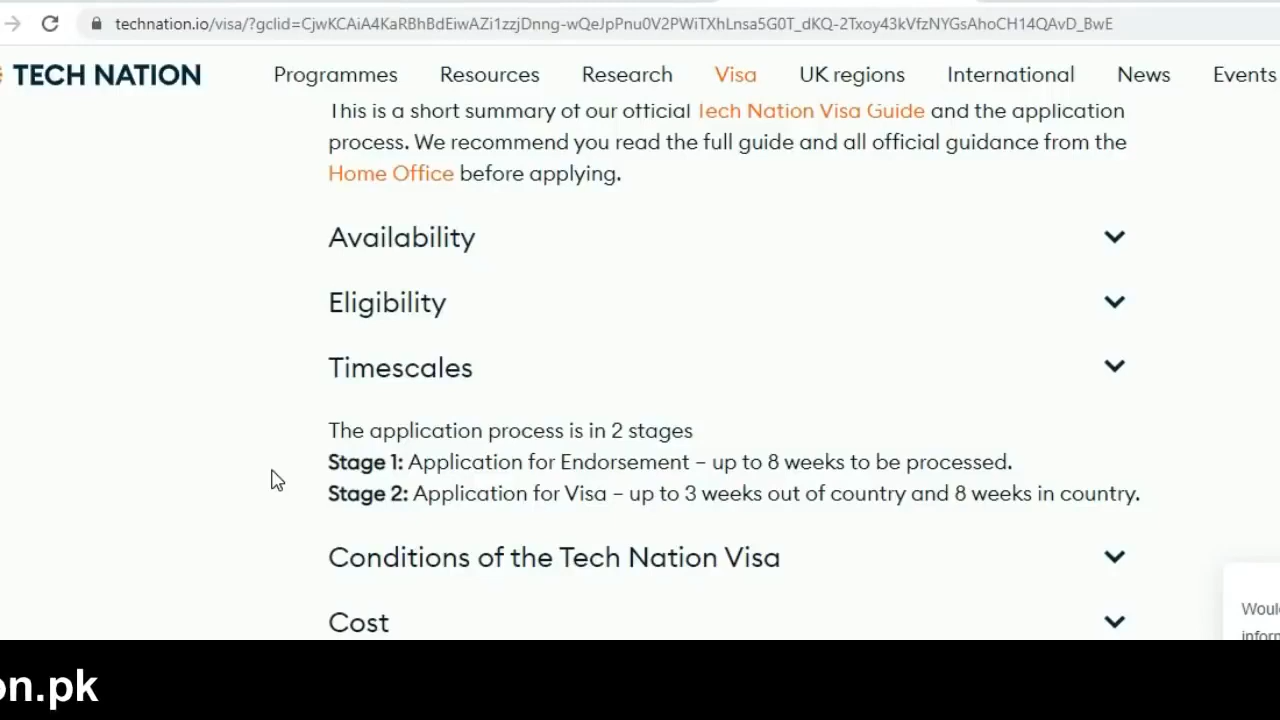 technation.io/visa/?gclid=CjwKCAiA4KaRBhBdEiwAZi1zzjDnng-wQeJpPnu0V2PWiTXhLnsa5G0T_dKQ-2Txoy43kVfzNYGsAhoCH14QAvD_BwE
TECH NATION Programmes Resources Research Visa UK regions International News Events
This is a short summary of our official Tech Nation Visa Guide and the application
process. We recommend you read the full guide and all official guidance from the
Home Office before applying.
Availability
Eligibility
Timescales
The application process is in 2 stages
Stage 1: Application for Endorsement – up to 8 weeks to be processed.
Stage 2: Application for Visa – up to 3 weeks out of country and 8 weeks in country.
Conditions of the Tech Nation Visa
Cost
Woul
infor
on.pk